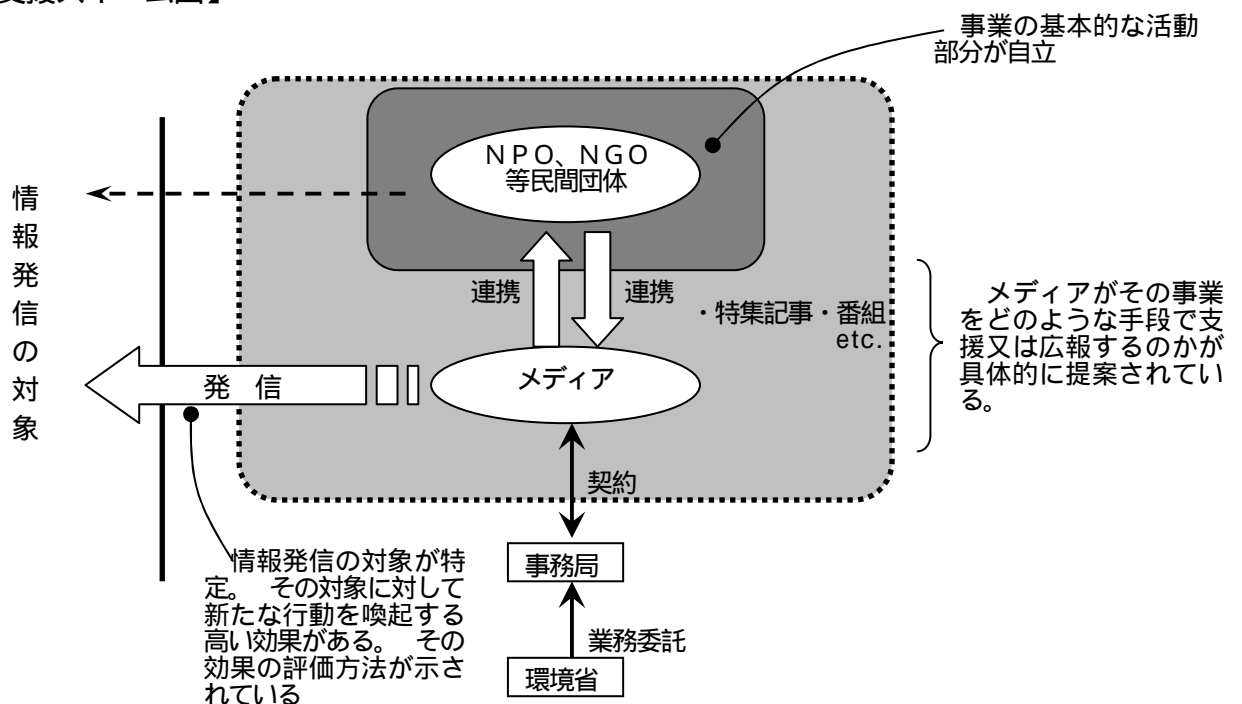 支援スキーム図】
事業の基本的な活動
部分が自立
ＮＰＯ、ＮＧＯ
等民間団体
情報発信の対象
連携
連携
・特集記事・番組
etc.
メディアがその事業
をどのような手段で支
援又は広報するのかが
具体的に提案されてい
る。
メディア
発　信
契約
情報発信の対象が特
定。　その対象に対して
新たな行動を喚起する
高い効果がある。　その
効果の評価方法が示さ
れている
事務局
業務委託
環境省